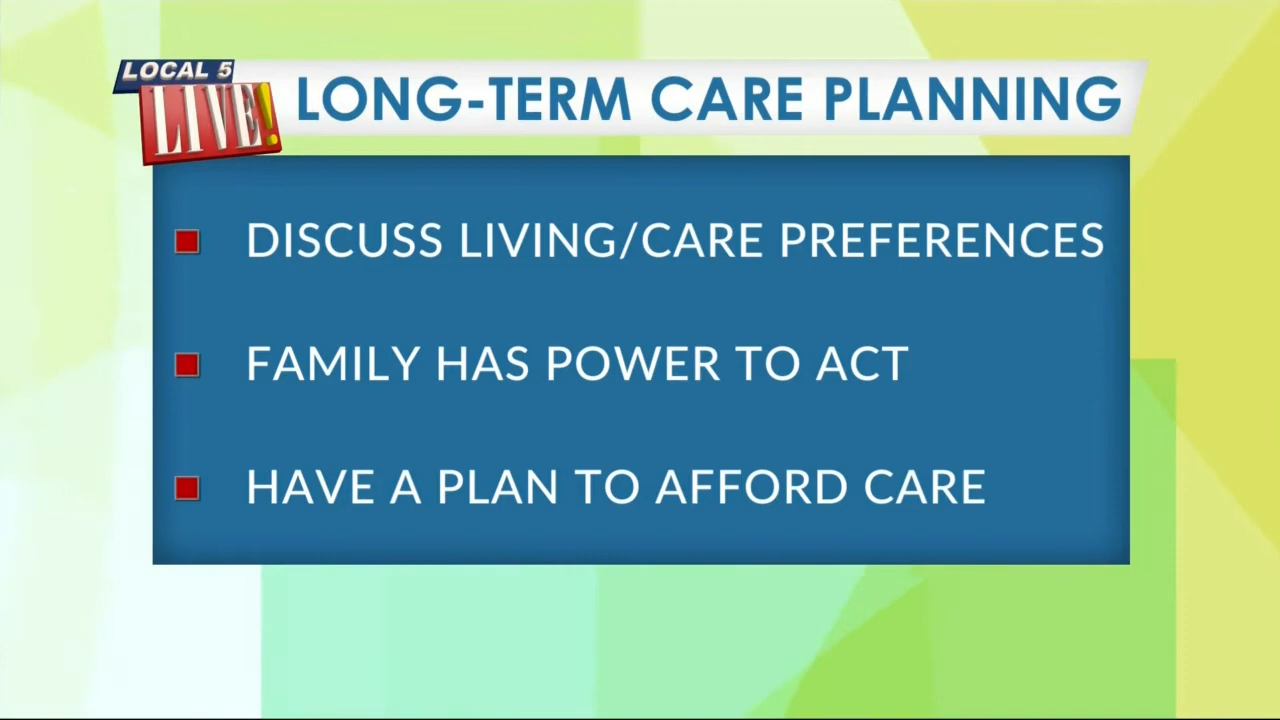 LOCAL 5
LIVE!
LONG-TERM CARE PLANNING
DISCUSS LIVING/CARE PREFERENCES
FAMILY HAS POWER TO ACT
HAVE A PLAN TO AFFORD CARE